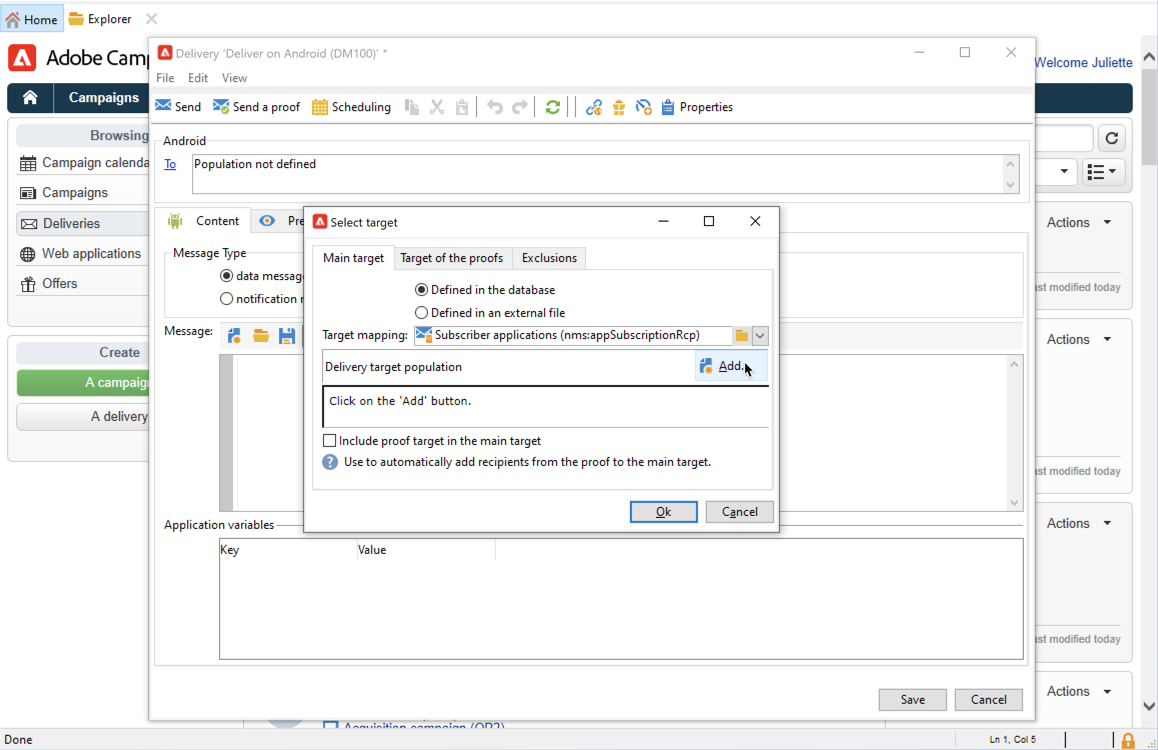 Home
Explorer
Adobe Camp
Welcome Juliette
Campaigns
Browsing
Campaign calenda
Campaigns
Deliveries
Web applications
Offers
Create
A campaig
A delivery
Delivery 'Deliver on Android (DM100)' *
File Edit View
Send Send a proof Scheduling Properties
Android
To Population not defined
Content Pre
Message Type
data messag
notification
Message:
Select target
Main target Target of the proofs Exclusions
Defined in the database
Defined in an external file
Target mapping: Subscriber applications (nms:appSubscriptionRcp)
Delivery target population Add.
Click on the 'Add' button.
Include proof target in the main target
Use to automatically add recipients from the proof to the main target.
Ok Cancel
Application variables
Key Value
Save Cancel
Actions
st modified today
Actions
st modified today
Actions
st modified today
Actions
Acquisition campaign (OP2)
Done
Ln 1, Col 5